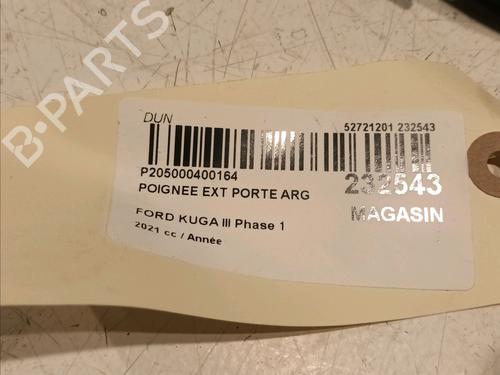 DUN
52721201 232543
P205000400164
POIGNEE EXT PORTE ARG
232543
FORD KUGA III Phase 1
MAGASIN
2021 cc / Année
B-PARTS